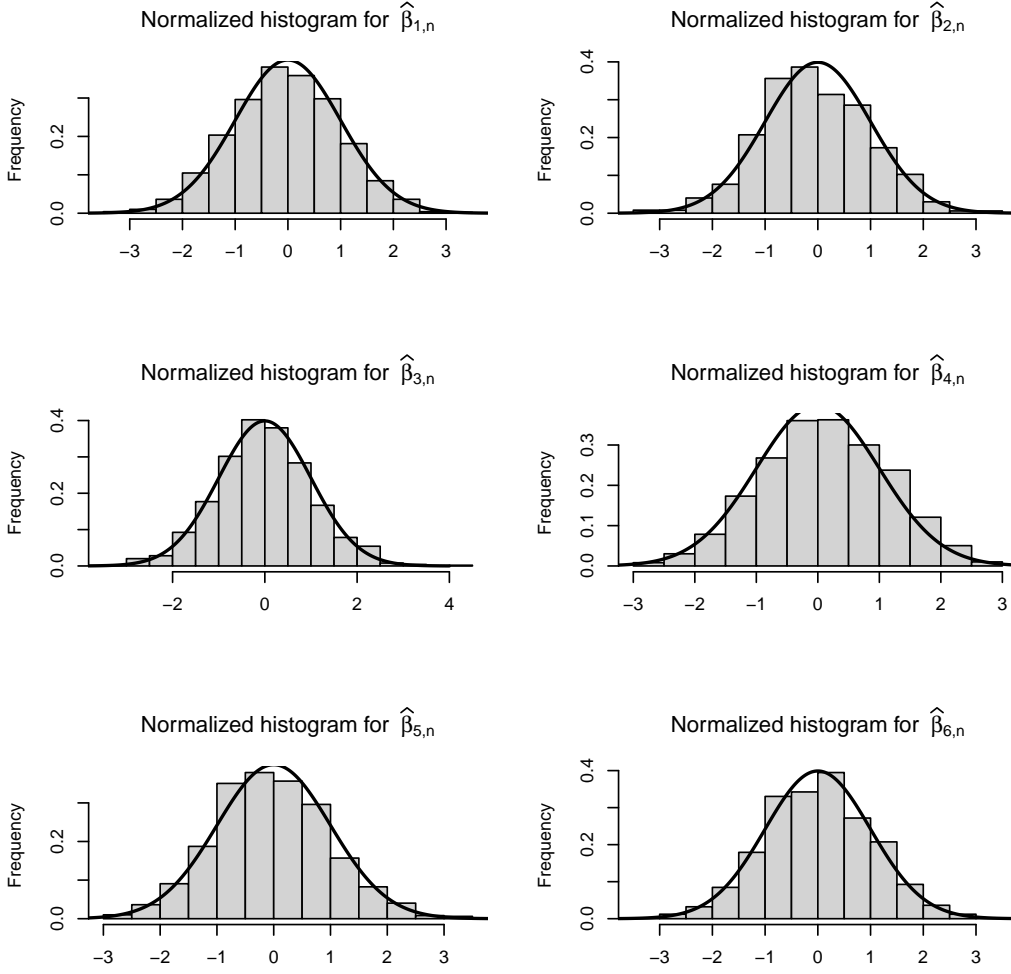 Normalized histogram for β̂1,n
Frequency
0.0 0.2
−3 −2 −1 0 1 2 3
Normalized histogram for β̂2,n
Frequency
0.0 0.2 0.4
−3 −2 −1 0 1 2 3
Normalized histogram for β̂3,n
Frequency
0.0 0.2 0.4
−2 0 2 4
Normalized histogram for β̂4,n
Frequency
0.0 0.1 0.3
−3 −2 −1 0 1 2 3
Normalized histogram for β̂5,n
Frequency
0.0 0.2
−3 −2 −1 0 1 2 3
Normalized histogram for β̂6,n
Frequency
0.0 0.2 0.4
−3 −2 −1 0 1 2 3